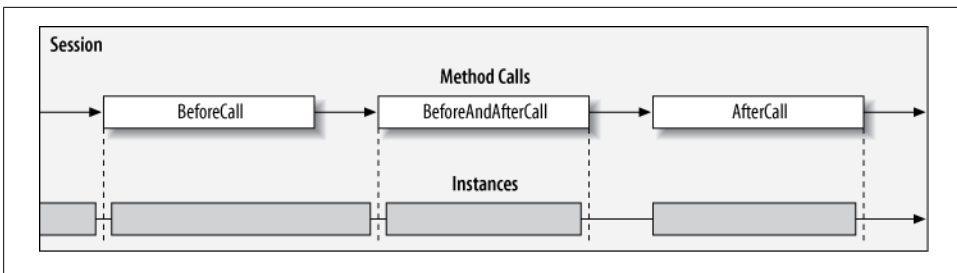 Session
Method Calls
BeforeCall
BeforeAndAfterCall
AfterCall
Instances